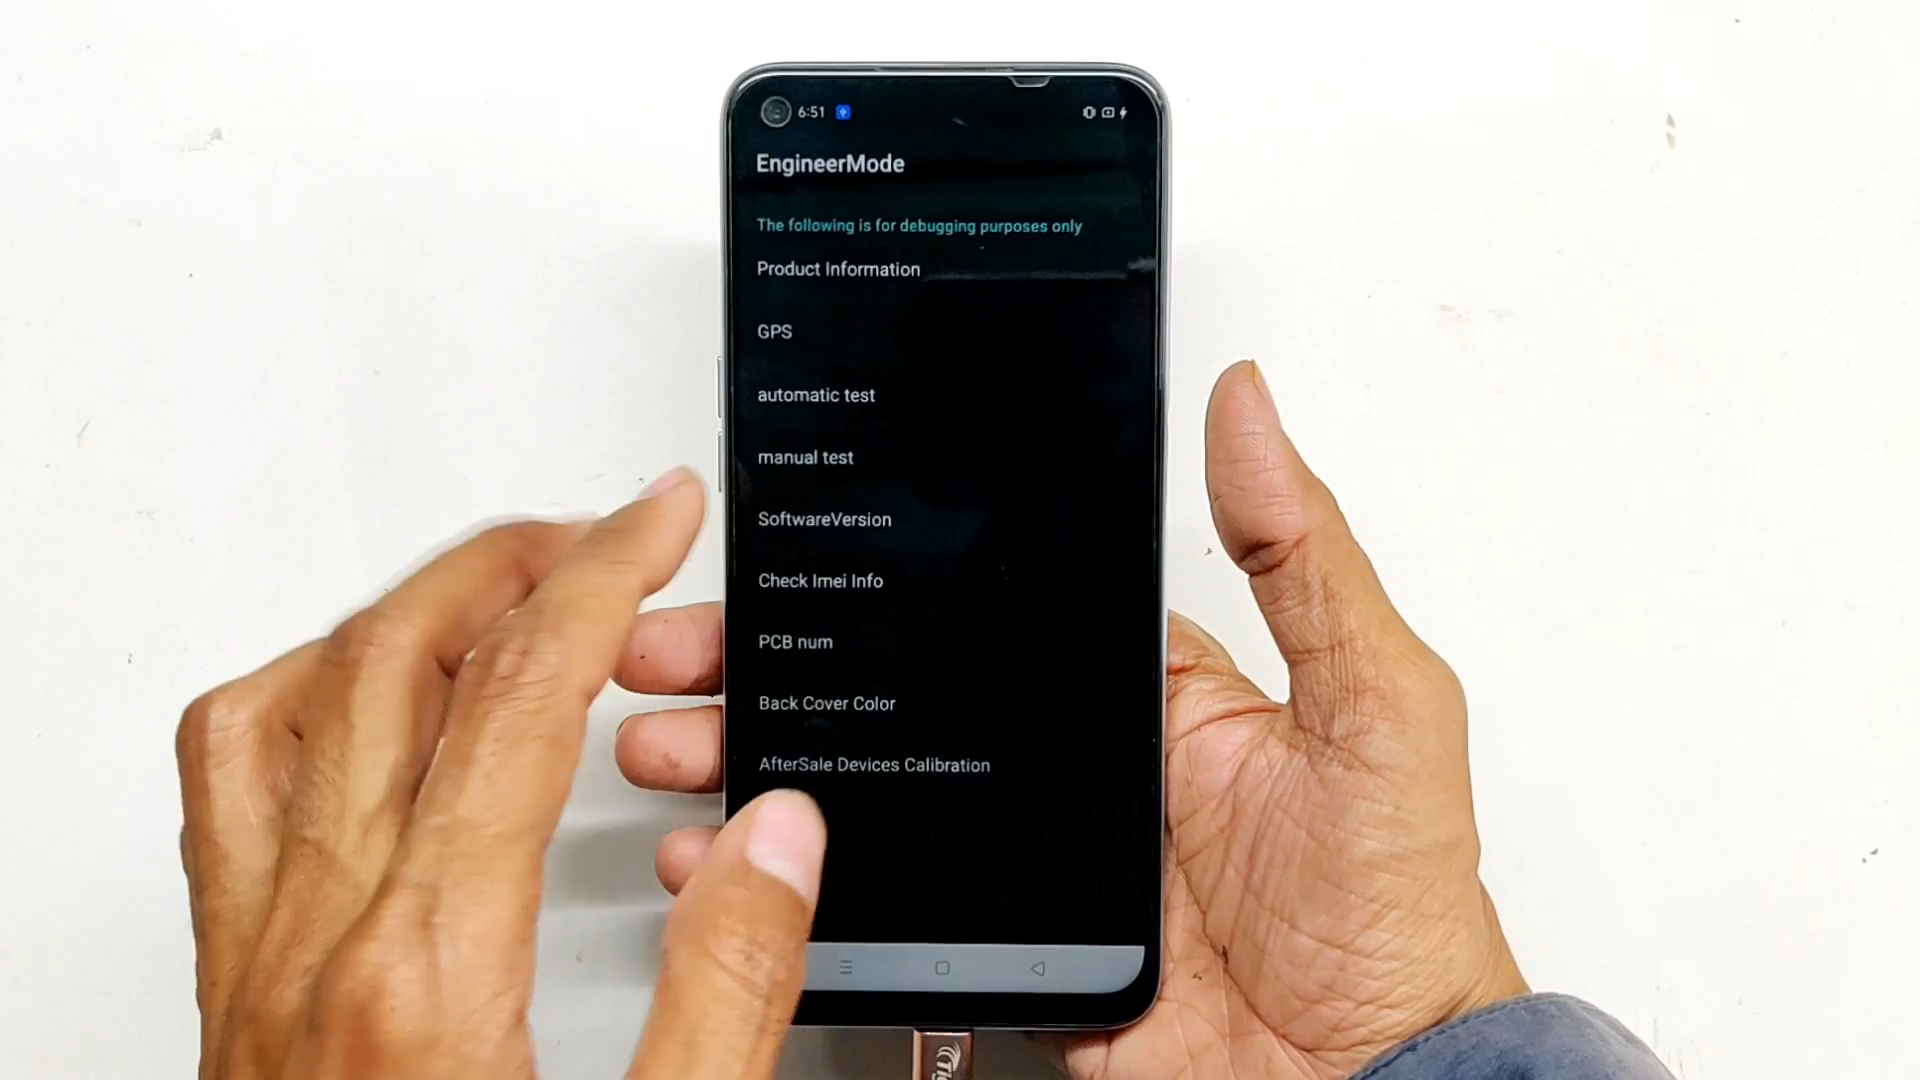 6:51
EngineerMode
The following is for debugging purposes only
Product Information
GPS
automatic test
manual test
SoftwareVersion
Check Imei Info
PCB num
Back Cover Color
AfterSale Devices Calibration